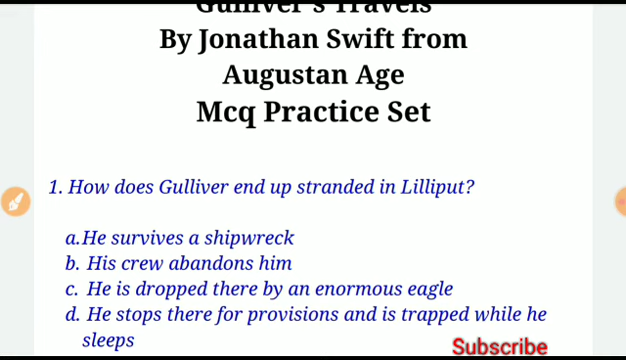 Gulliver's Travels
By Jonathan Swift from
Augustan Age
Mcq Practice Set
1. How does Gulliver end up stranded in Lilliput?
a.He survives a shipwreck
b. His crew abandons him
c. He is dropped there by an enormous eagle
d. He stops there for provisions and is trapped while he
sleeps
Subscribe